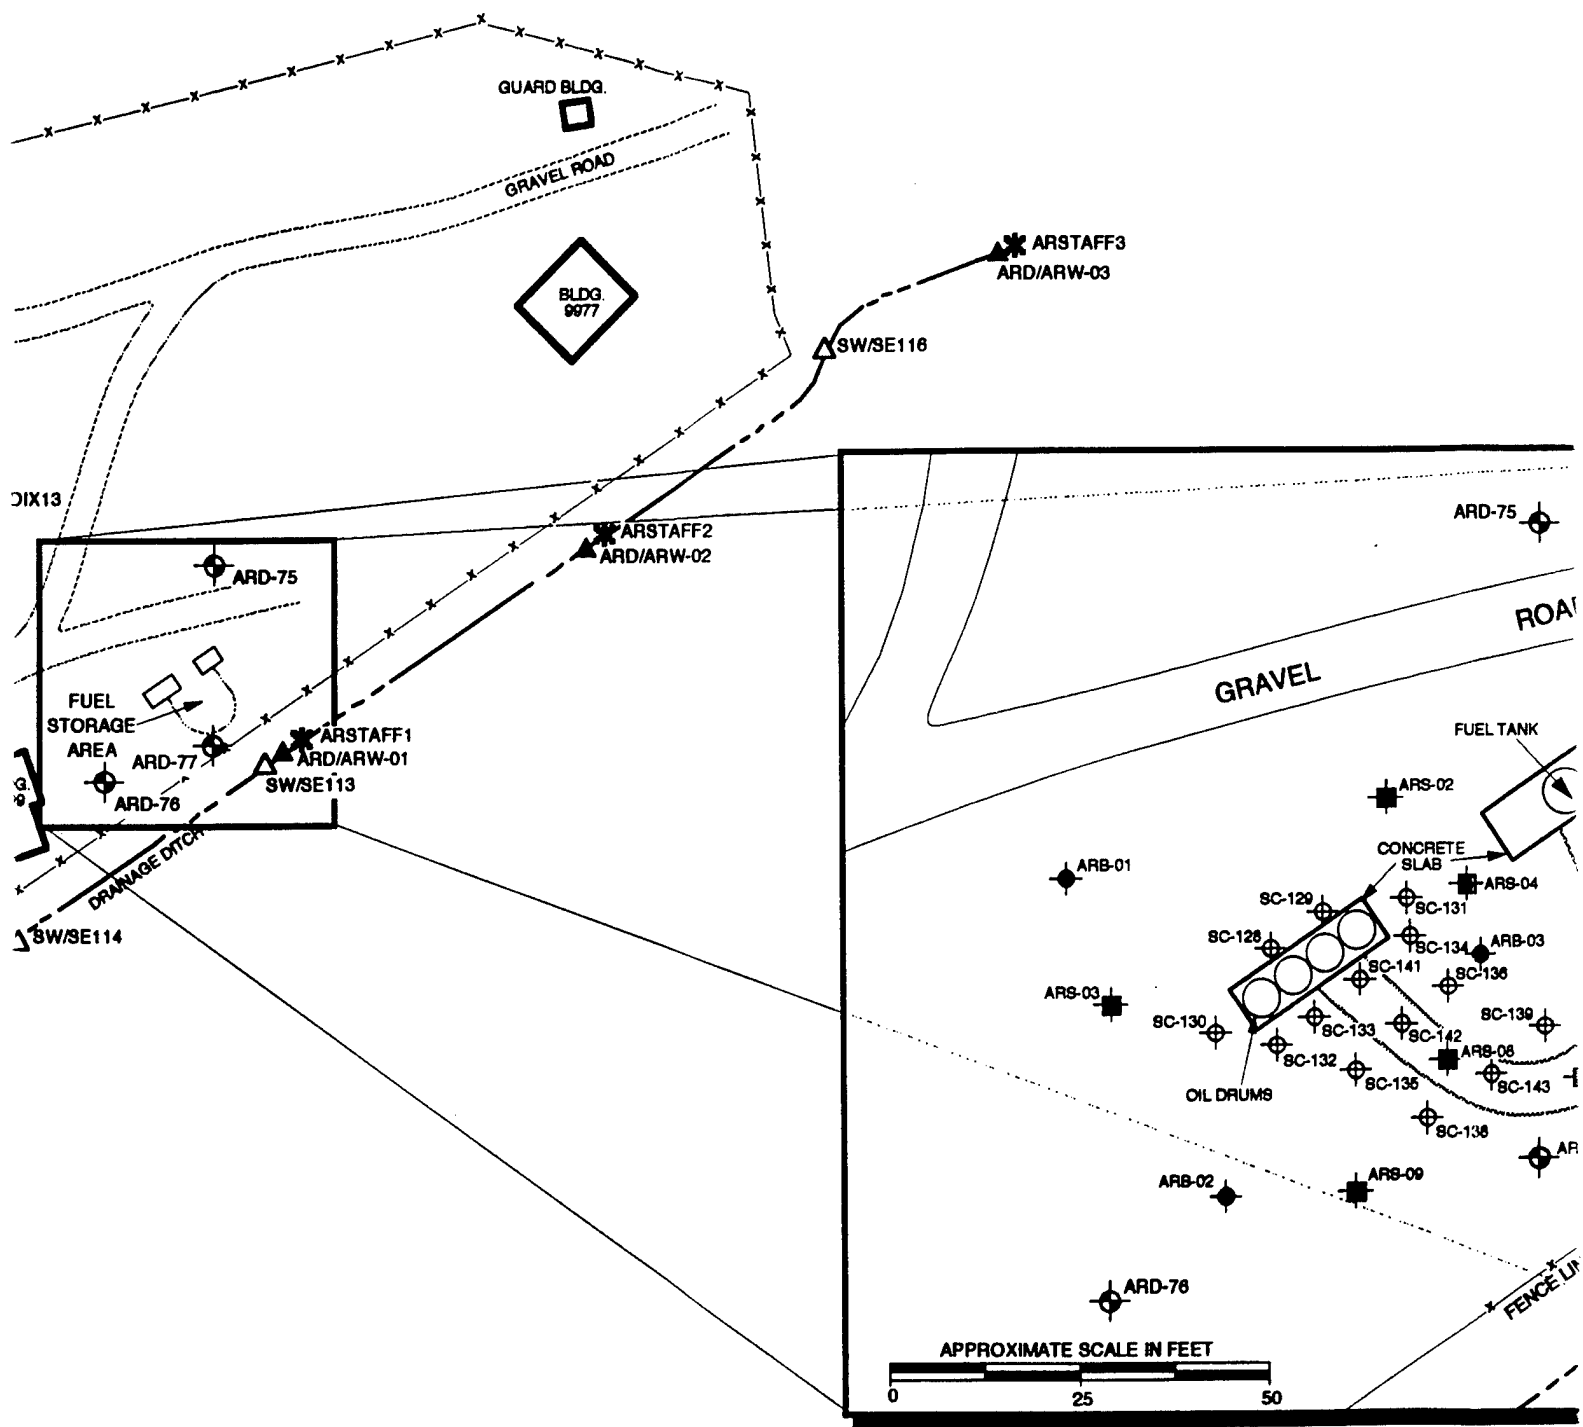 GUARD BLDG.
GRAVEL ROAD
ARSTAFF3
ARD/ARW-03
BLDG.
9977
SW/SE116
DIX13
ARSTAFF2
ARD/ARW-02
ARD-75
FUEL
STORAGE
AREA
ARSTAFF1
ARD/ARW-01
ARD-77
SW/SE113
ARD-76
DRAINAGE DITCH
SW/SE114
ARD-75
GRAVEL
FUEL TANK
ARS-02
CONCRETE
SLAB
ARB-01
ARS-04
SC-129
SC-131
SC-128
SC-134
ARB-03
SC-141
SC-136
ARS-03
SC-130
SC-133
SC-142
SC-139
SC-132
ARS-06
SC-135
SC-143
OIL DRUMS
SC-138
ARB-02
ARS-09
ARD-76
FENCE
APPROXIMATE SCALE IN FEET
0 25 50